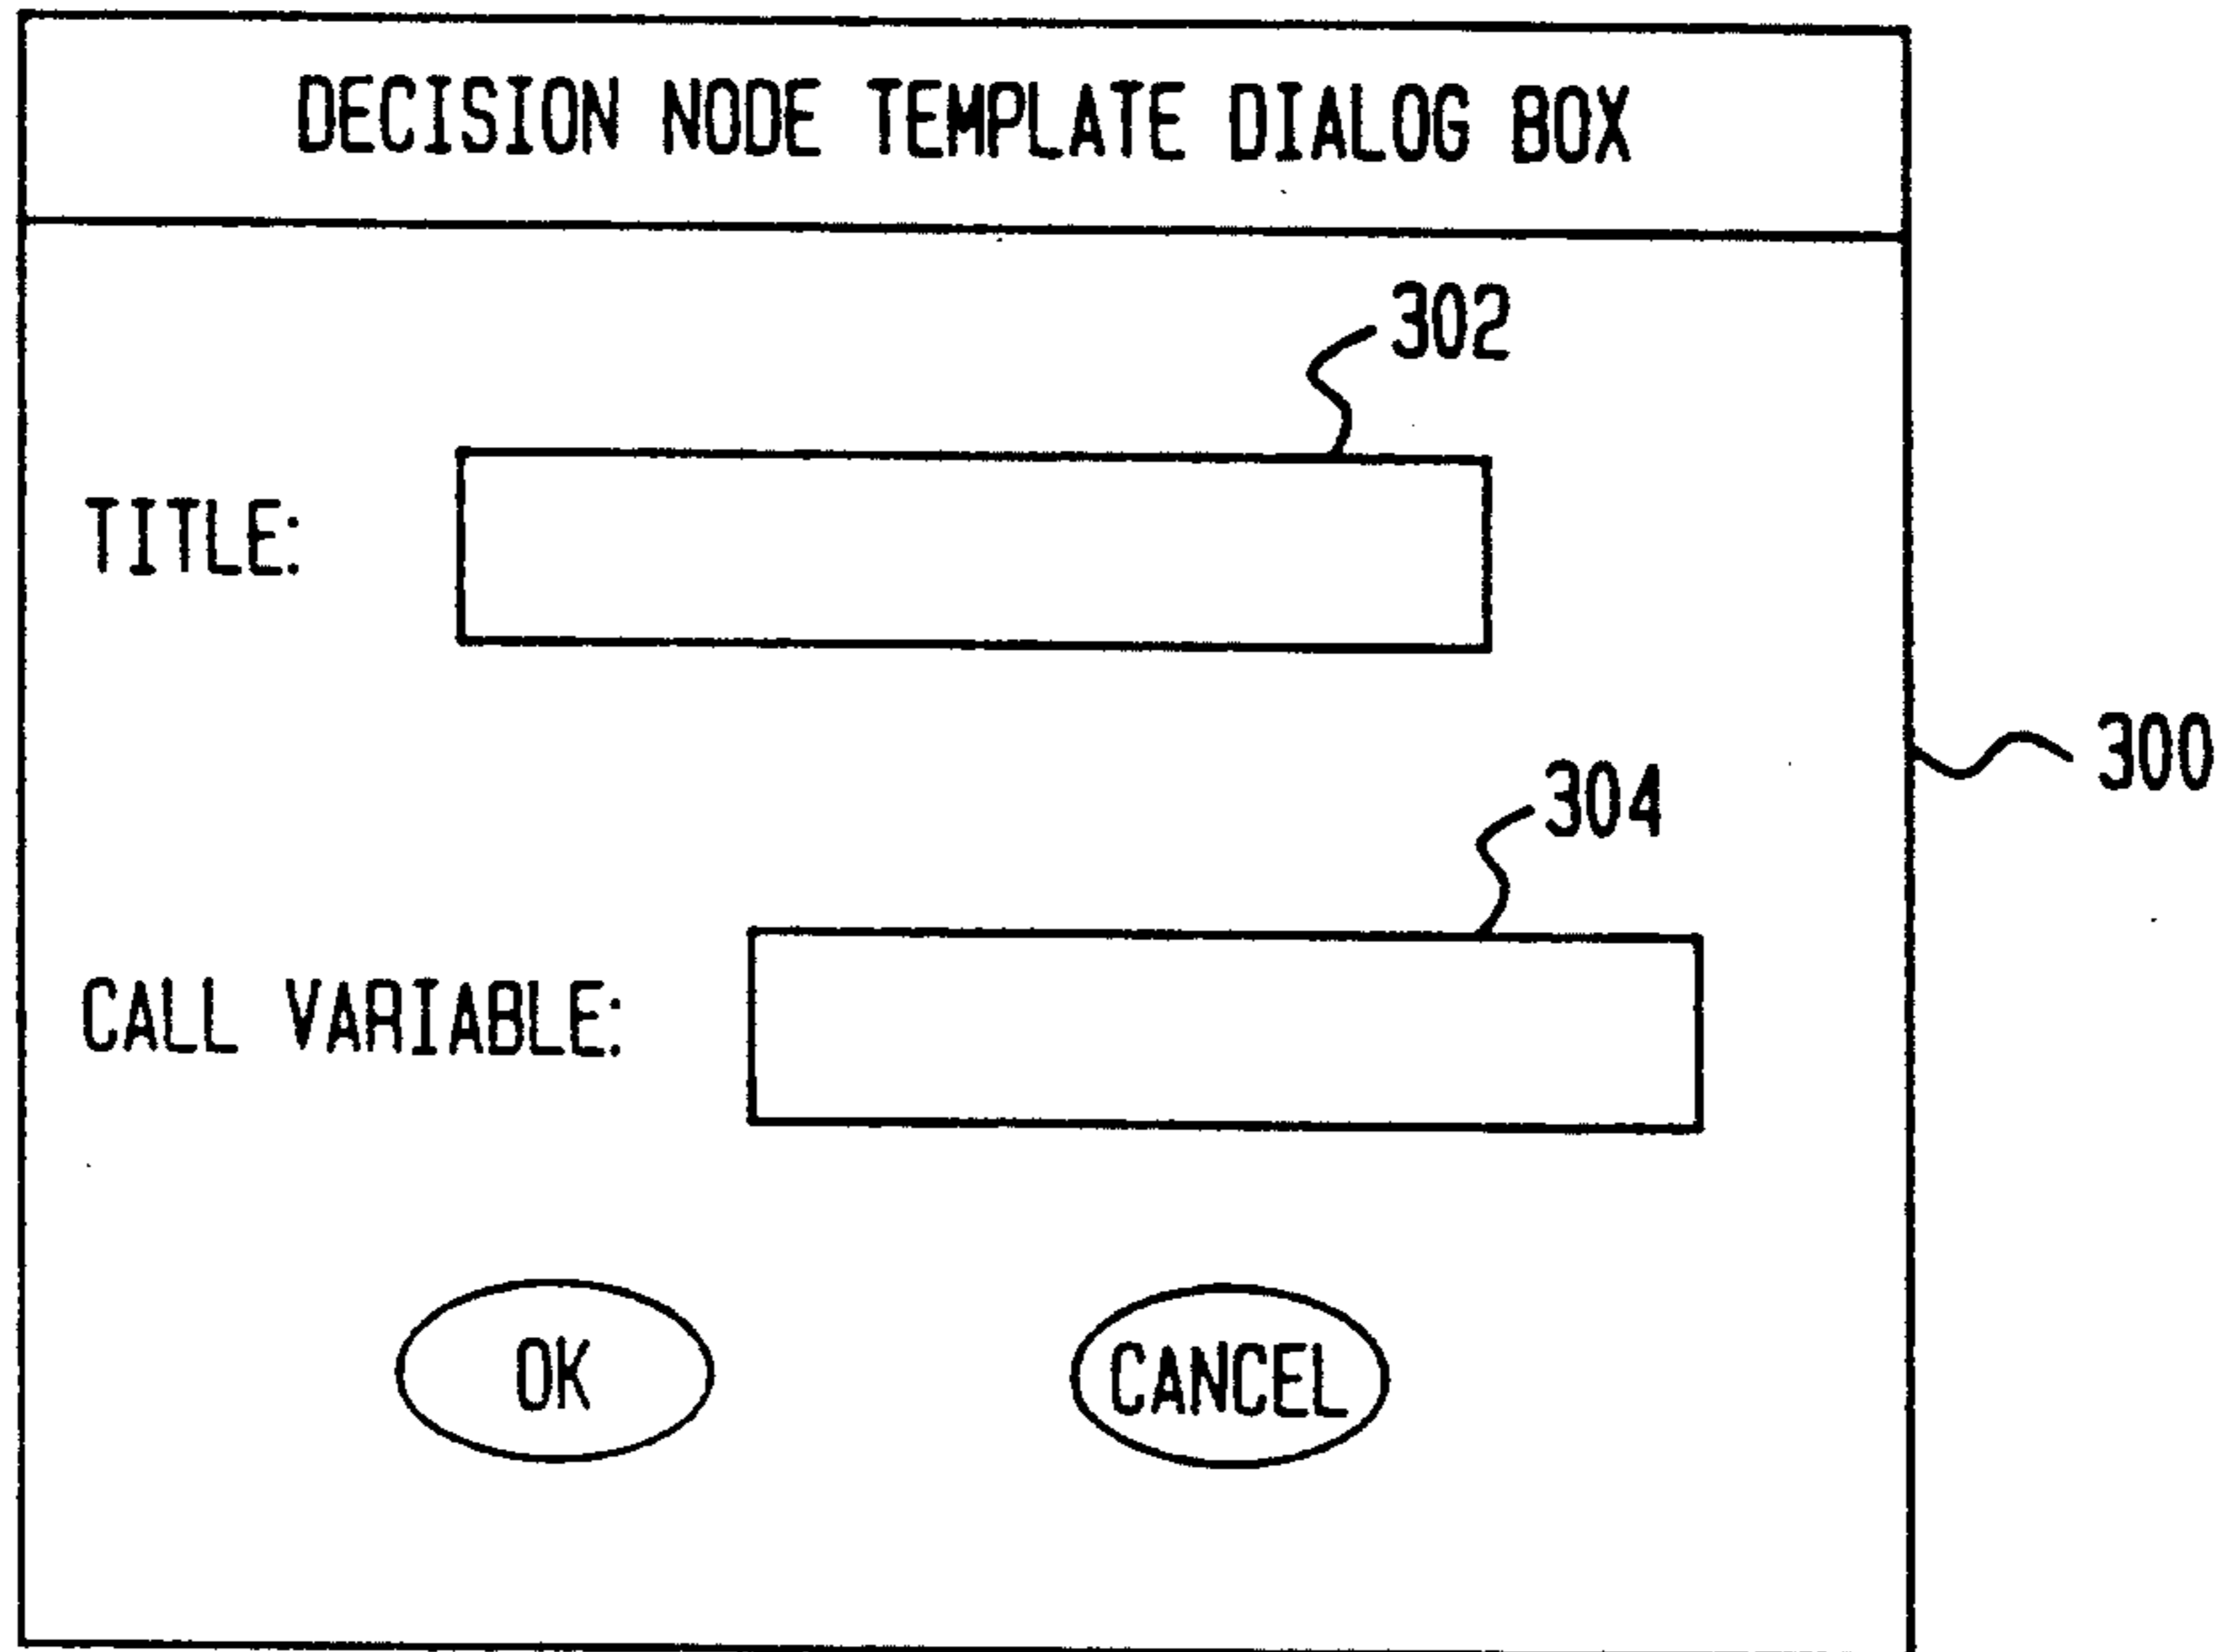 DECISION NODE TEMPLATE DIALOG BOX
302
TITLE:
300
304
CALL VARIABLE:
OK CANCEL